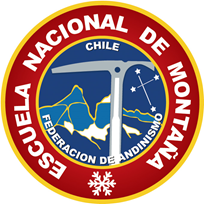 ESCUELA NACIONAL DE MONTAÑA
CHILE
FEDERACION DE ANDINISMO